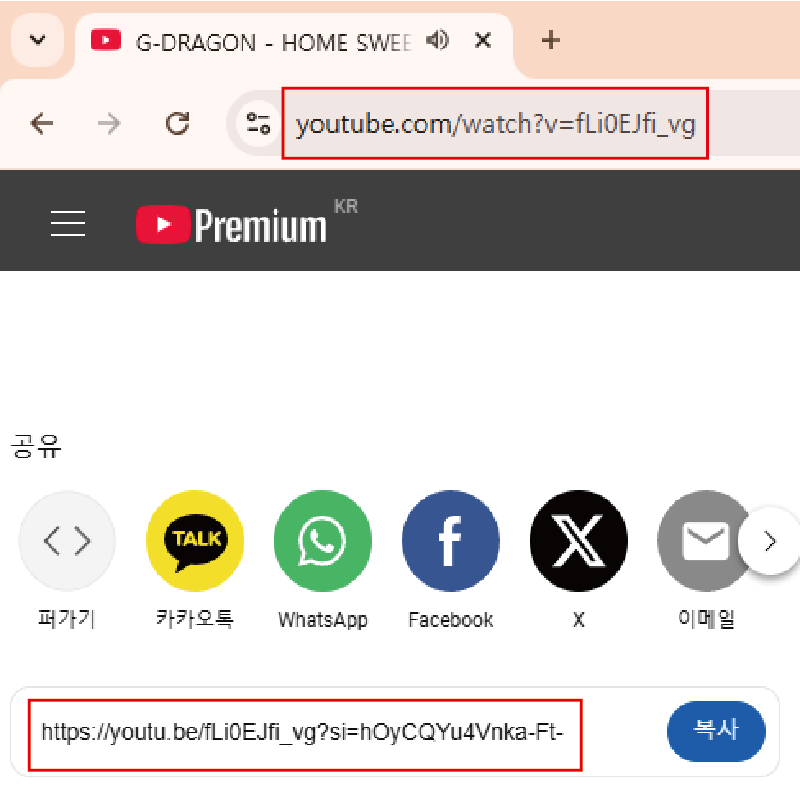 G-DRAGON - HOME SWEE
youtube.com/watch?v=fLi0EJfi_vg
Premium KR
공유
퍼가기 카카오톡 WhatsApp Facebook X 이메일
TALK
https://youtu.be/fLi0EJfi_vg?si=hOyCQYu4Vnka-Ft-
복사